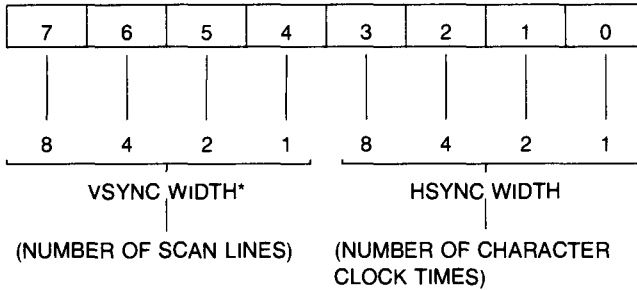 7 6 5 4 3 2 1 0
8 4 2 1 8 4 2 1
VSYNC WIDTH* HSYNC WIDTH
(NUMBER OF SCAN LINES) (NUMBER OF CHARACTER
CLOCK TIMES)